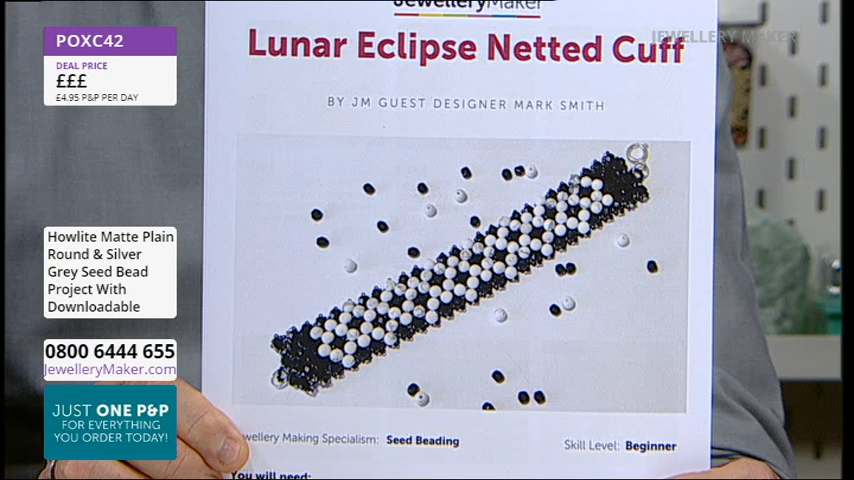 POXC42
DEAL PRICE
£££
£4.95 P&P PER DAY
Howlite Matte Plain
Round & Silver
Grey Seed Bead
Project With
Downloadable
0800 6444 655
JewelleryMaker.com
JUST ONE P&P
FOR EVERYTHING
YOU ORDER TODAY!
JewelleryMaker
JEWELLERY MAKER
Lunar Eclipse Netted Cuff
BY JM GUEST DESIGNER MARK SMITH
wellery Making Specialism: Seed Beading
Skill Level: Beginner
You will need: